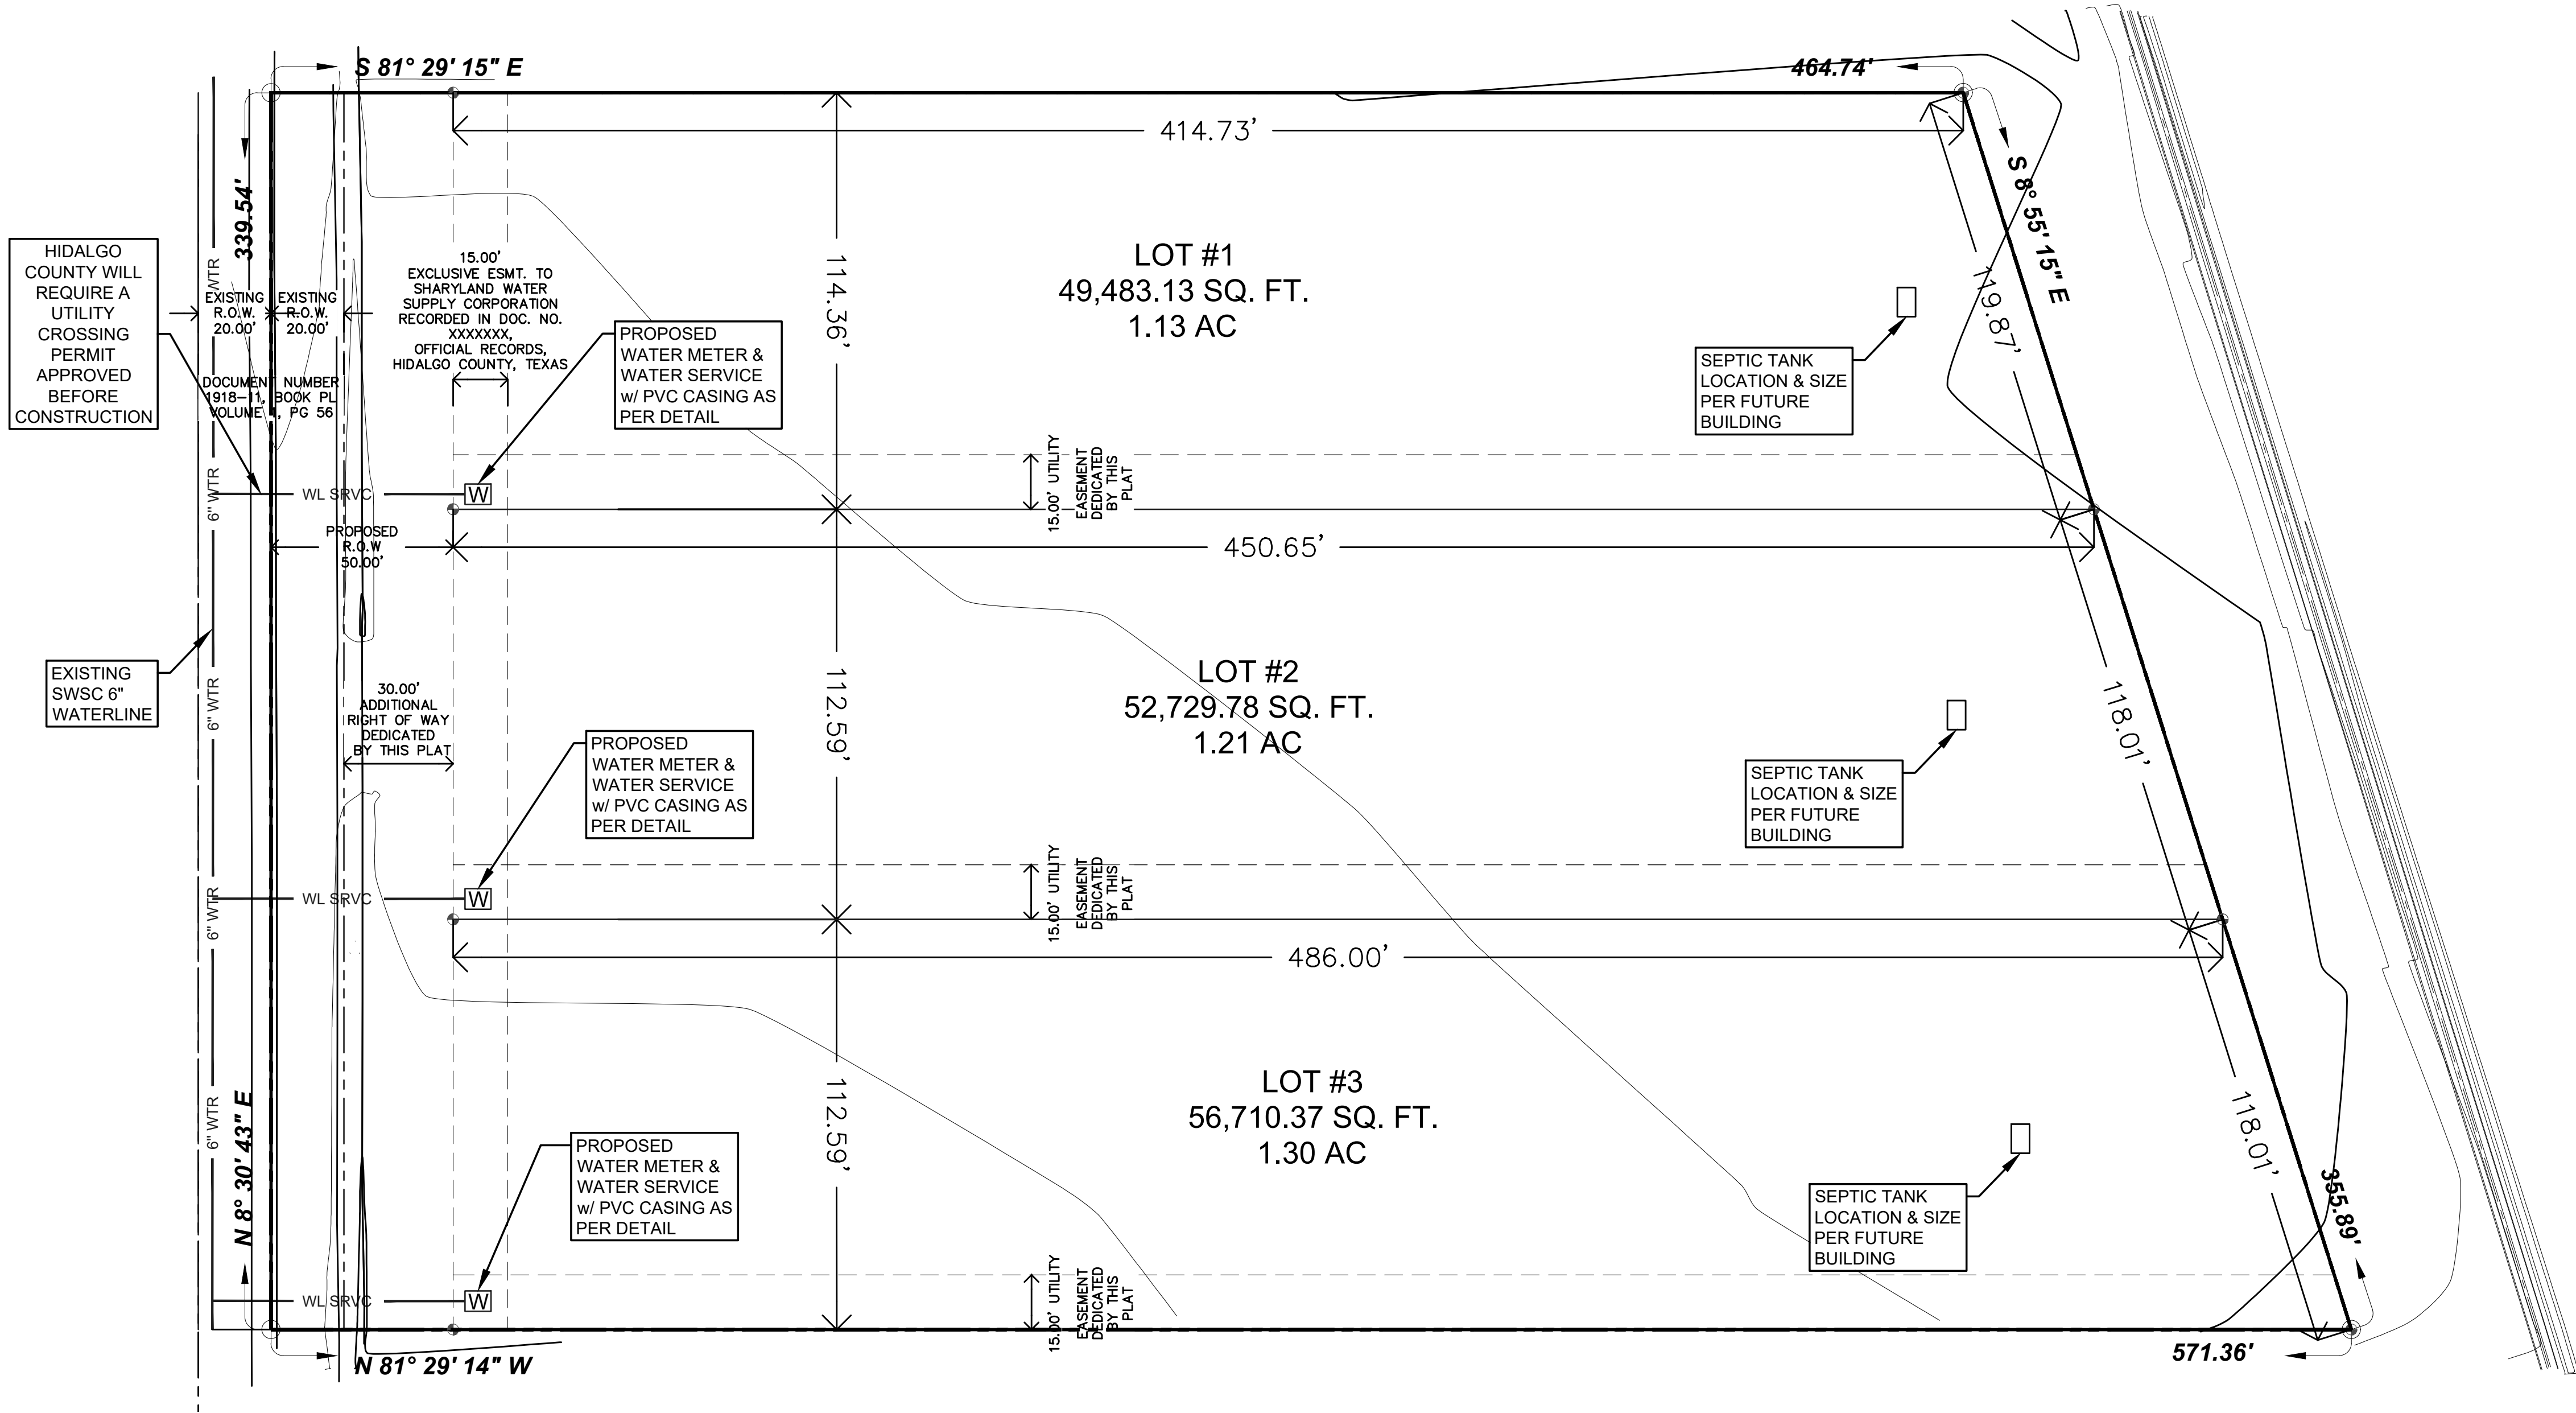 S 81° 29' 15" E
464.74'
414.73'
339.54'
S 8° 55' 15" E
HIDALGO
COUNTY WILL
REQUIRE A
UTILITY
CROSSING
PERMIT
APPROVED
BEFORE
CONSTRUCTION
6" WTR
EXISTING
R.O.W.
20.00'
EXISTING
R.O.W.
20.00'
DOCUMENT NUMBER
1918-11, BOOK PL
VOLUME 1, PG 56
15.00'
EXCLUSIVE ESMT. TO
SHARYLAND WATER
SUPPLY CORPORATION
RECORDED IN DOC. NO.
XXXXXXX,
OFFICIAL RECORDS,
HIDALGO COUNTY, TEXAS
PROPOSED
WATER METER &
WATER SERVICE
w/ PVC CASING AS
PER DETAIL
114.36'
LOT #1
49,483.13 SQ. FT.
1.13 AC
SEPTIC TANK
LOCATION & SIZE
PER FUTURE
BUILDING
119.87'
15.00' UTILITY
EASEMENT
DEDICATED
BY THIS
PLAT
6" WTR
WL SRVC
W
PROPOSED
R.O.W
50.00'
450.65'
EXISTING
SWSC 6"
WATERLINE
6" WTR
30.00'
ADDITIONAL
RIGHT OF WAY
DEDICATED
BY THIS PLAT
PROPOSED
WATER METER &
WATER SERVICE
w/ PVC CASING AS
PER DETAIL
112.59'
LOT #2
52,729.78 SQ. FT.
1.21 AC
SEPTIC TANK
LOCATION & SIZE
PER FUTURE
BUILDING
118.01'
15.00' UTILITY
EASEMENT
DEDICATED
BY THIS
PLAT
6" WTR
WL SRVC
W
486.00'
6" WTR
N 8° 30' 43" E
PROPOSED
WATER METER &
WATER SERVICE
w/ PVC CASING AS
PER DETAIL
112.59'
LOT #3
56,710.37 SQ. FT.
1.30 AC
SEPTIC TANK
LOCATION & SIZE
PER FUTURE
BUILDING
118.01'
355.89'
15.00' UTILITY
EASEMENT
DEDICATED
BY THIS
PLAT
WL SRVC
W
N 81° 29' 14" W
571.36'